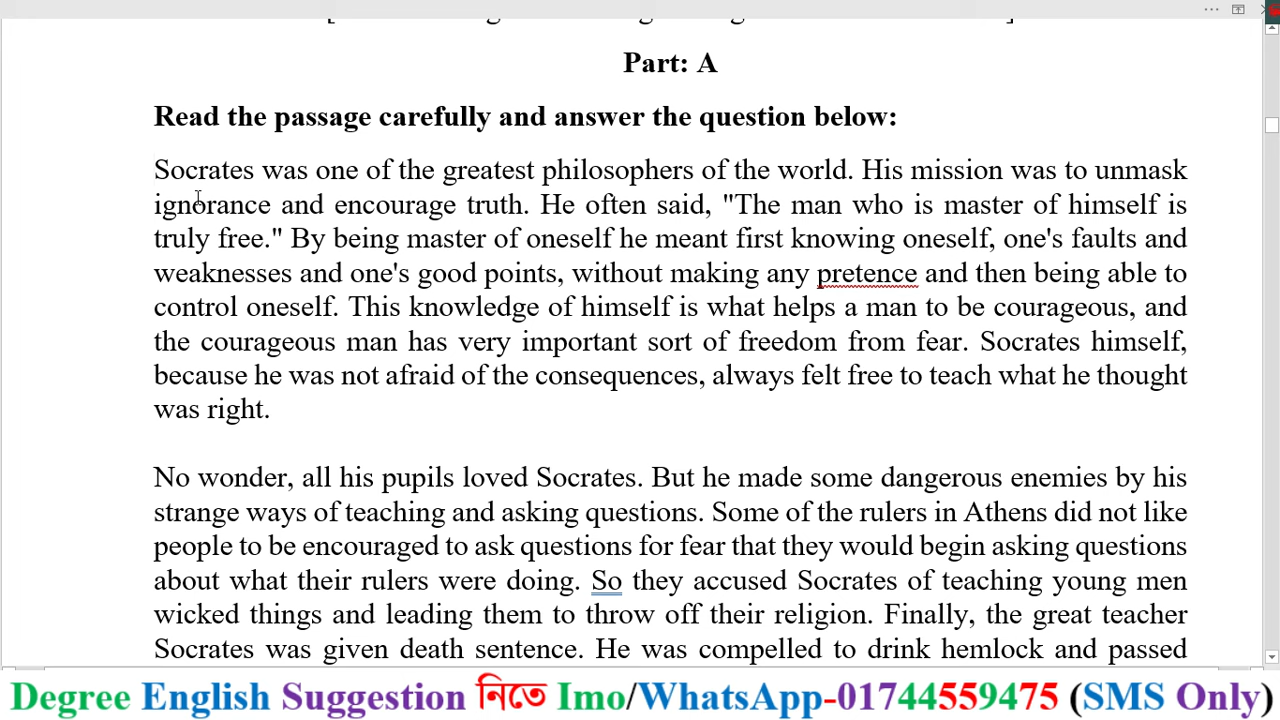 Part: A
Read the passage carefully and answer the question below:
Socrates was one of the greatest philosophers of the world. His mission was to unmask
ignorance and encourage truth. He often said, "The man who is master of himself is
truly free." By being master of oneself he meant first knowing oneself, one's faults and
weaknesses and one's good points, without making any pretence and then being able to
control oneself. This knowledge of himself is what helps a man to be courageous, and
the courageous man has very important sort of freedom from fear. Socrates himself,
because he was not afraid of the consequences, always felt free to teach what he thought
was right.
No wonder, all his pupils loved Socrates. But he made some dangerous enemies by his
strange ways of teaching and asking questions. Some of the rulers in Athens did not like
people to be encouraged to ask questions for fear that they would begin asking questions
about what their rulers were doing. So they accused Socrates of teaching young men
wicked things and leading them to throw off their religion. Finally, the great teacher
Socrates was given death sentence. He was compelled to drink hemlock and passed
Degree English Suggestion নিতে Imo/WhatsApp-01744559475 (SMS Only)